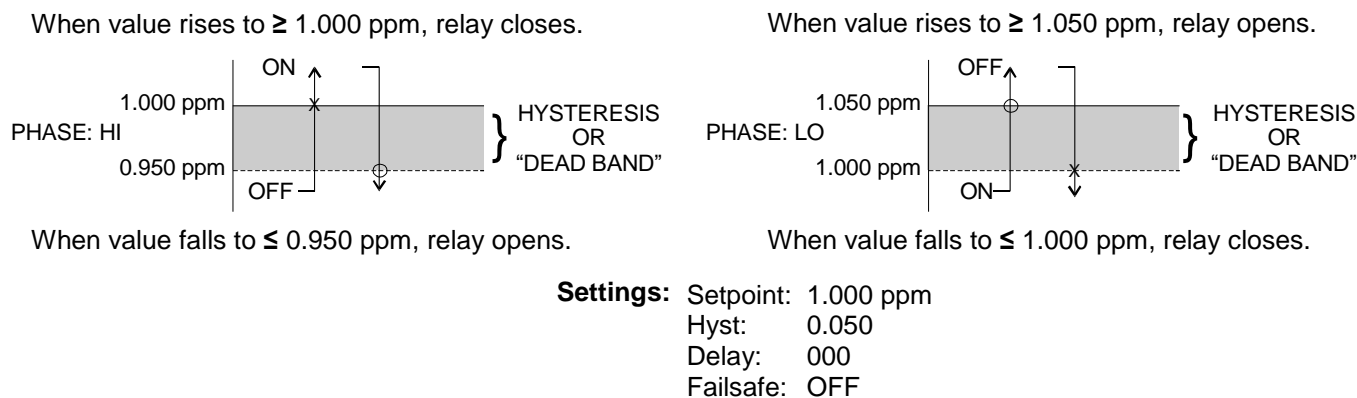 When value rises to ≥ 1.000 ppm, relay closes.
ON
1.000 ppm
X
PHASE: HI
0.950 ppm
OFF
} HYSTERESIS
OR
“DEAD BAND”
When value falls to ≤ 0.950 ppm, relay opens.
When value rises to ≥ 1.050 ppm, relay opens.
OFF
1.050 ppm
PHASE: LO
1.000 ppm
X
ON
} HYSTERESIS
OR
“DEAD BAND”
When value falls to ≤ 1.000 ppm, relay closes.
Settings: Setpoint: 1.000 ppm
Hyst: 0.050
Delay: 000
Failsafe: OFF